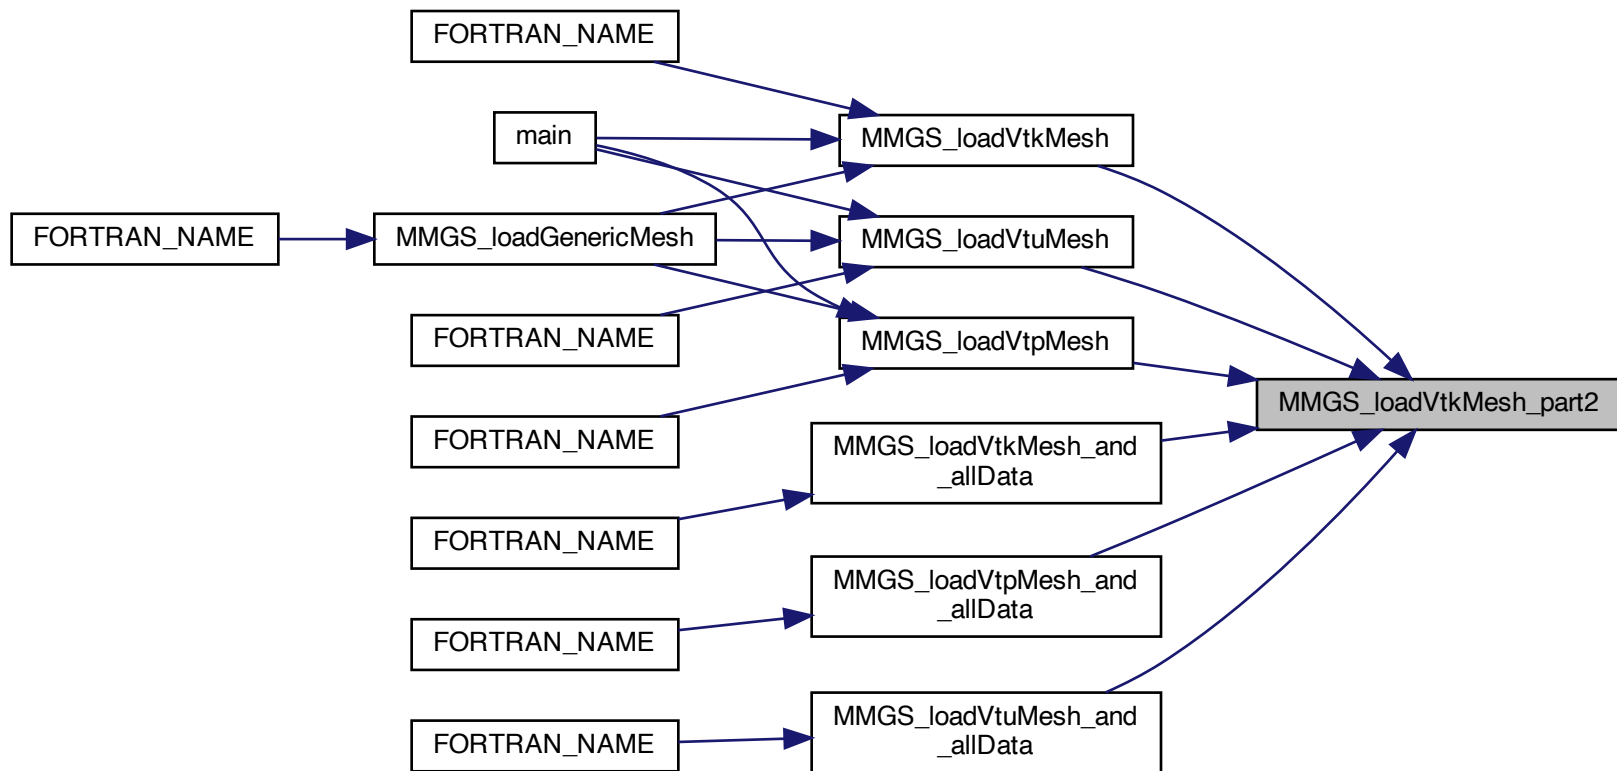 FORTRAN_NAME
main
MMGS_loadVtkMesh
FORTRAN_NAME
MMGS_loadGenericMesh
MMGS_loadVtuMesh
FORTRAN_NAME
MMGS_loadVtpMesh
MMGS_loadVtkMesh_part2
FORTRAN_NAME
MMGS_loadVtkMesh_and
_allData
FORTRAN_NAME
MMGS_loadVtpMesh_and
_allData
FORTRAN_NAME
MMGS_loadVtuMesh_and
_allData
FORTRAN_NAME